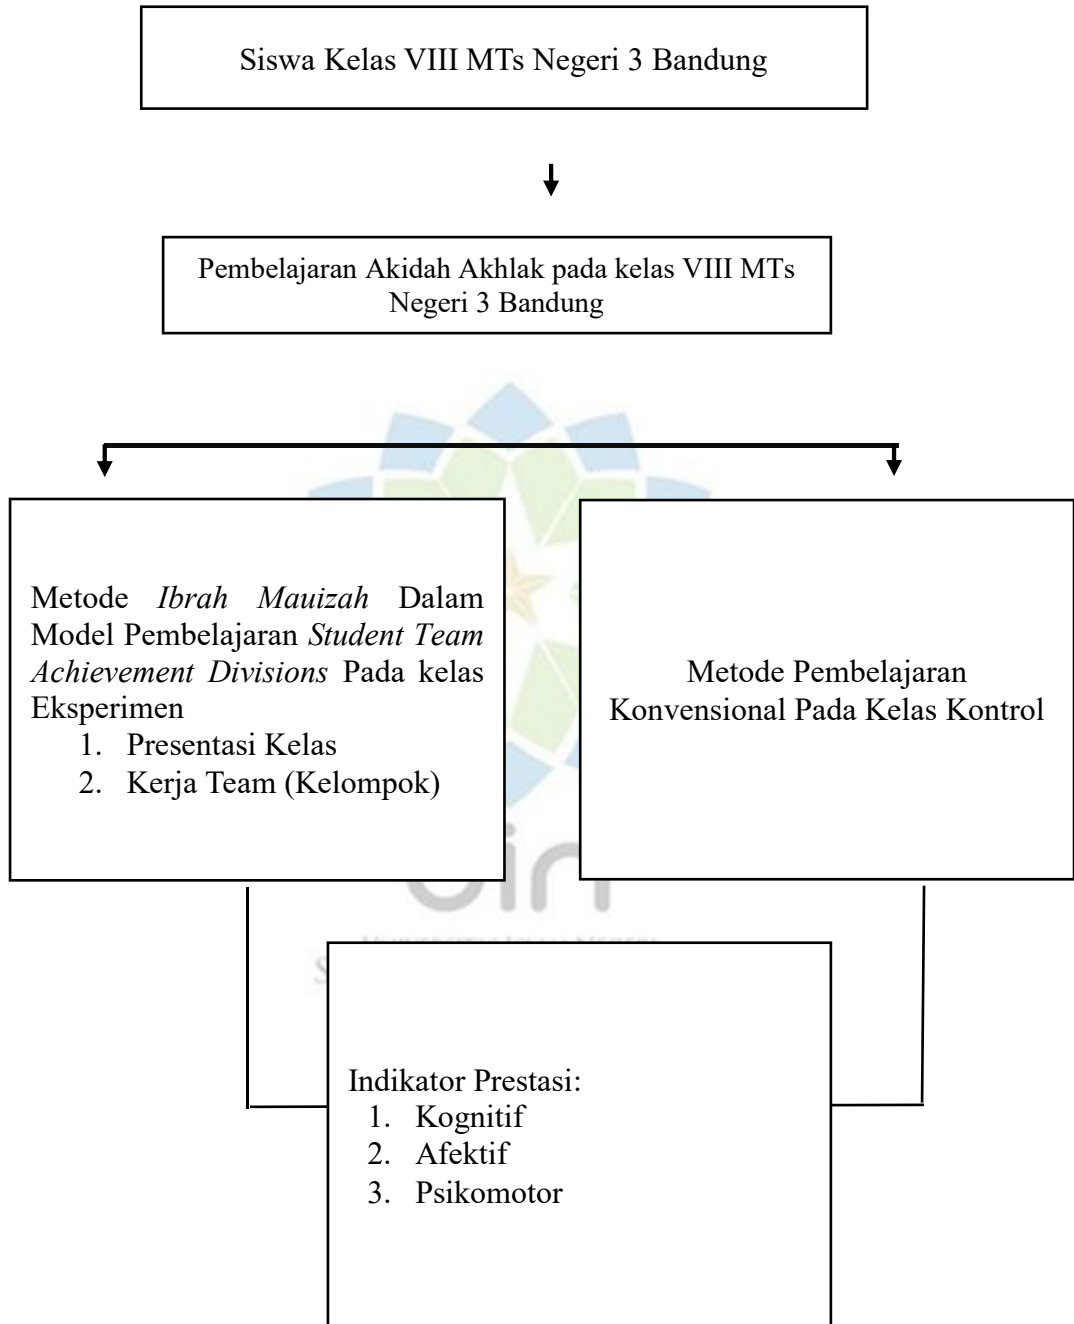 Siswa Kelas VIII MTs Negeri 3 Bandung
Pembelajaran Akidah Akhlak pada kelas VIII MTs
Negeri 3 Bandung
Metode Ibrah Mauizah Dalam
Model Pembelajaran Student Team
Achievement Divisions Pada kelas
Eksperimen
1. Presentasi Kelas
2. Kerja Team (Kelompok)
Metode Pembelajaran
Konvensional Pada Kelas Kontrol
uin
Indikator Prestasi:
1. Kognitif
2. Afektif
3. Psikomotor